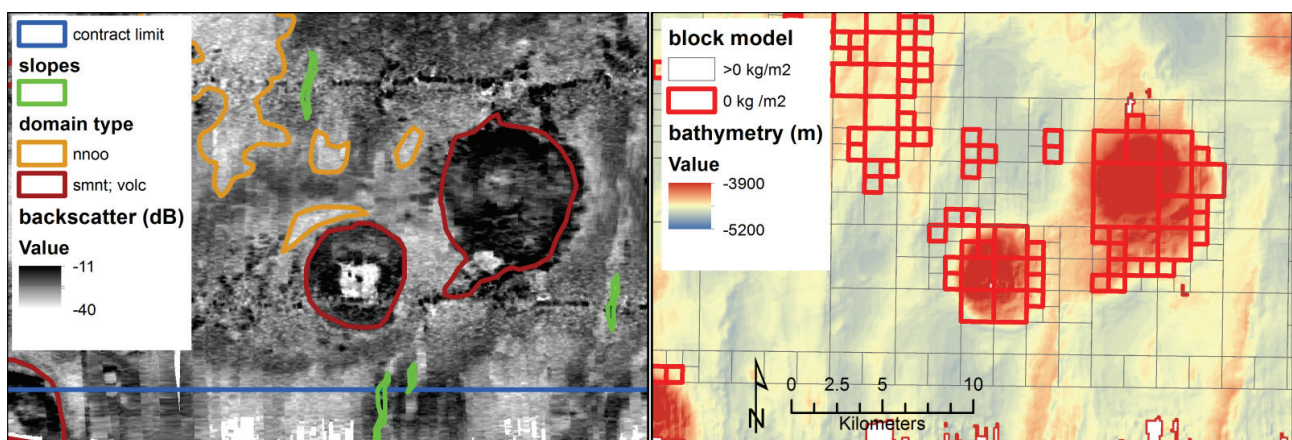 contract limit
slopes
domain type
nnoo
smnt; volc
backscatter (dB)
Value
-11
-40
block model
>0 kg/m2
0 kg /m2
bathymetry (m)
Value
-3900
-5200
N
0 2.5 5 10
Kilometers